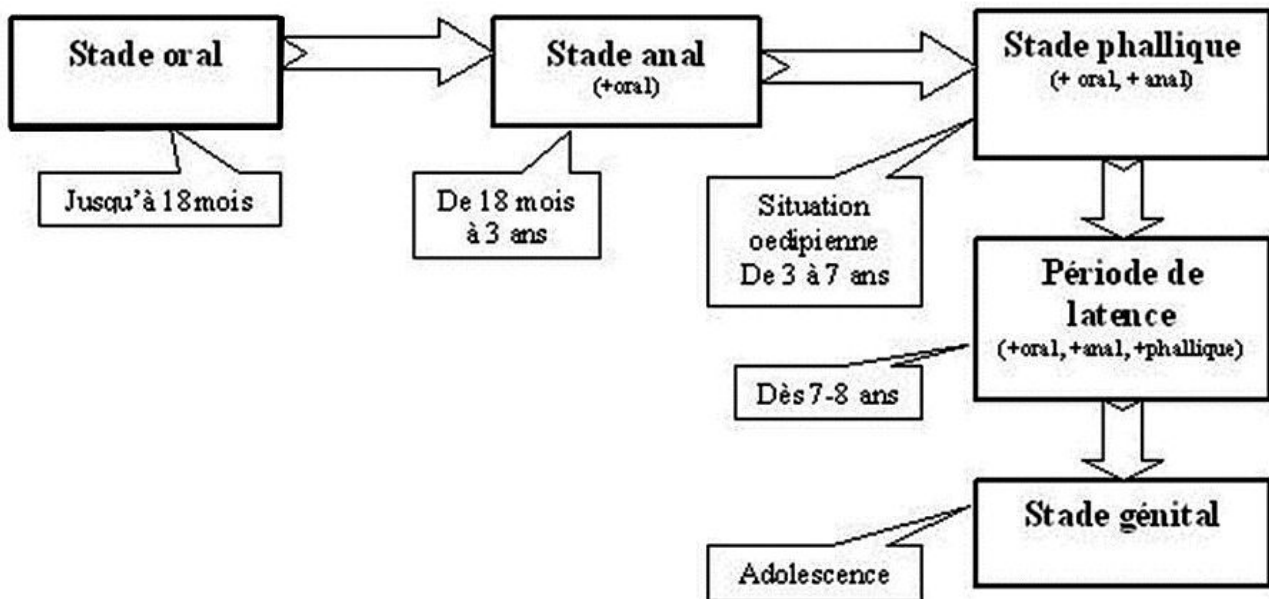 Stade oral
Jusqu'à 18 mois
Stade anal
(+oral)
De 18 mois
à 3 ans
Stade phallique
(+ oral, + anal)
Situation
oedipienne
De 3 à 7 ans
Période de
latence
(+oral, +anal, +phallique)
Dès 7-8 ans
Stade génital
Adolescence